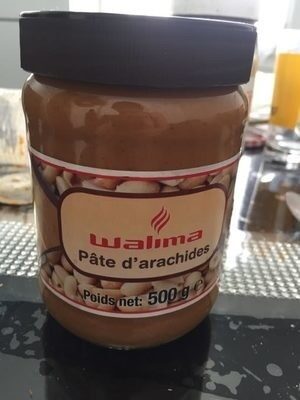 Walima
Pâte d'arachides
Poids net: 500 g e